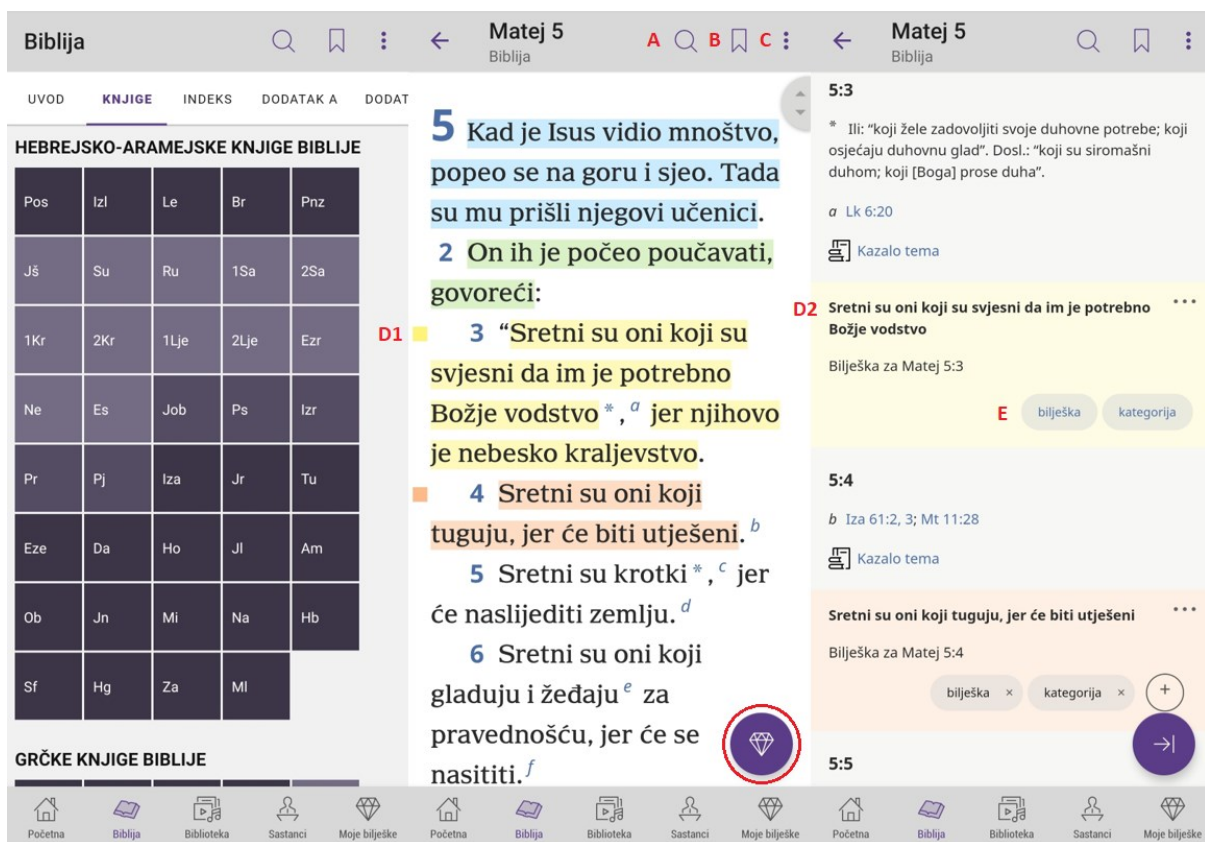 Biblija
UVOD KNJIGE INDEKS DODATAK A DODAT
HEBREJSKO-ARAMEJSKE KNJIGE BIBLIJE
Pos Izl Le Br Pnz
Jš Su Ru 1Sa 2Sa
1Kr 2Kr 1Lje 2Lje Ezr
Ne Es Job Ps Izr
Pr Pj Iza Jr Tu
Eze Da Ho Jl Am
Ob Jn Mi Na Hb
Sf Hg Za Ml
GRČKE KNJIGE BIBLIJE
Početna Biblija Biblioteka Sastanci Moje bilješke
Matej 5
Biblija
A B C
5 Kad je Isus vidio mnoštvo,
popeo se na goru i sjeo. Tada
su mu prišli njegovi učenici.
2 On ih je počeo poučavati,
govoreći:
D1
3 “Sretni su oni koji su
svjesni da im je potrebno
Božje vodstvo *, a jer njihovo
je nebesko kraljevstvo.
4 Sretni su oni koji
tuguju, jer će biti utješeni. b
5 Sretni su krotki *, c jer
će naslijediti zemlju. d
6 Sretni su oni koji
gladuju i žeđaju e za
pravednošću, jer će se
nasititi. f
Početna Biblija Biblioteka Sastanci Moje bilješke
Matej 5
Biblija
5:3
* Ili: “koji žele zadovoljiti svoje duhovne potrebe; koji
osjećaju duhovnu glad”. Dosl.: “koji su siromašni
duhom; koji [Boga] prose duha”.
a Lk 6:20
Kazalo tema
D2
Sretni su oni koji su svjesni da im je potrebno
Božje vodstvo
Bilješka za Matej 5:3
E bilješka kategorija
5:4
b Iza 61:2, 3; Mt 11:28
Kazalo tema
Sretni su oni koji tuguju, jer će biti utješeni
Bilješka za Matej 5:4
bilješka × kategorija × +
5:5
Početna Biblija Biblioteka Sastanci Moje bilješke